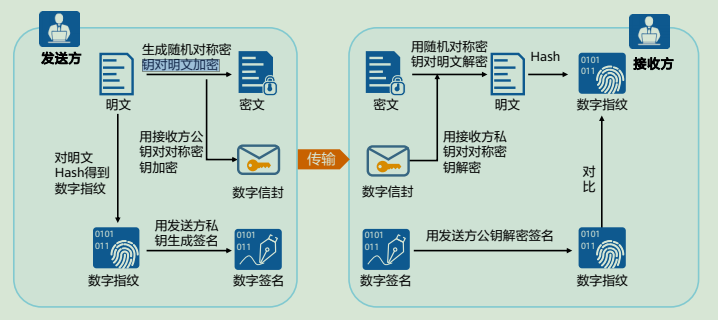 发送方
生成随机对称密
钥对明文加密
明文
密文
用接收方公
钥对对称密
钥加密
数字信封
对明文
Hash得到
数字指纹
0101
011
数字指纹
用发送方私
钥生成签名
0101
011
数字签名
传输
接收方
密文
用随机对称密
钥对明文解密
明文
Hash
0101
011
数字指纹
用接收方私
钥对对称密
钥解密
数字信封
对
比
0101
011
数字签名
用发送方公钥解密签名
0101
011
数字指纹